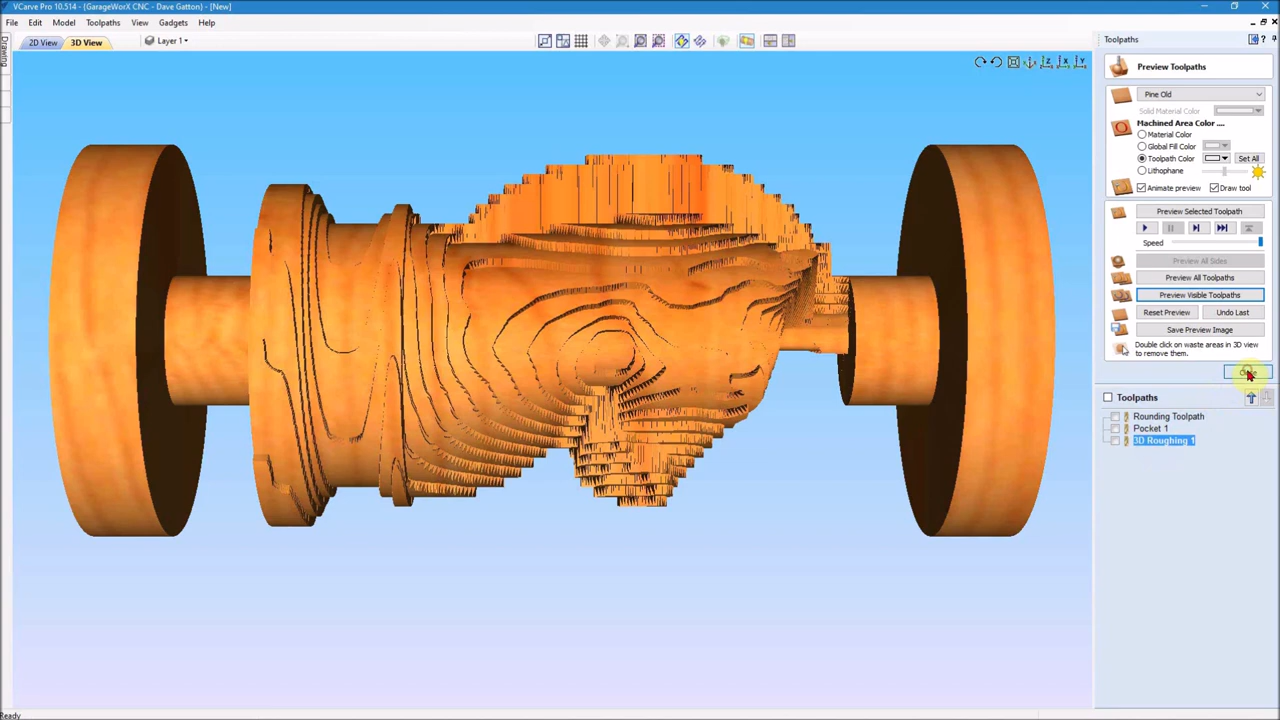 VCarve Pro 10.514 - {GarageWorX CNC - Dave Gatton} - [New]
File Edit Model Toolpaths View Gadgets Help
2D View 3D View Layer 1
Drawing
Toolpaths
Preview Toolpaths
Pine Old
Solid Material Color
Machined Area Color ....
Material Color
Global Fill Color
Toolpath Color Set All
Lithophane
Animate preview Draw tool
Preview Selected Toolpath
Speed
Preview All Sides
Preview All Toolpaths
Preview Visible Toolpaths
Reset Preview Undo Last
Save Preview Image
Double click on waste areas in 3D view
to remove them.
Toolpaths
Rounding Toolpath
Pocket 1
3D Roughing 1
Ready